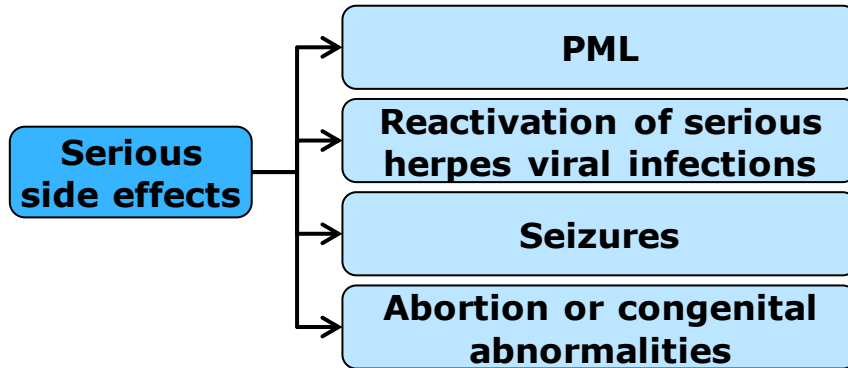 Serious
side effects
PML
Reactivation of serious
herpes viral infections
Seizures
Abortion or congenital
abnormalities